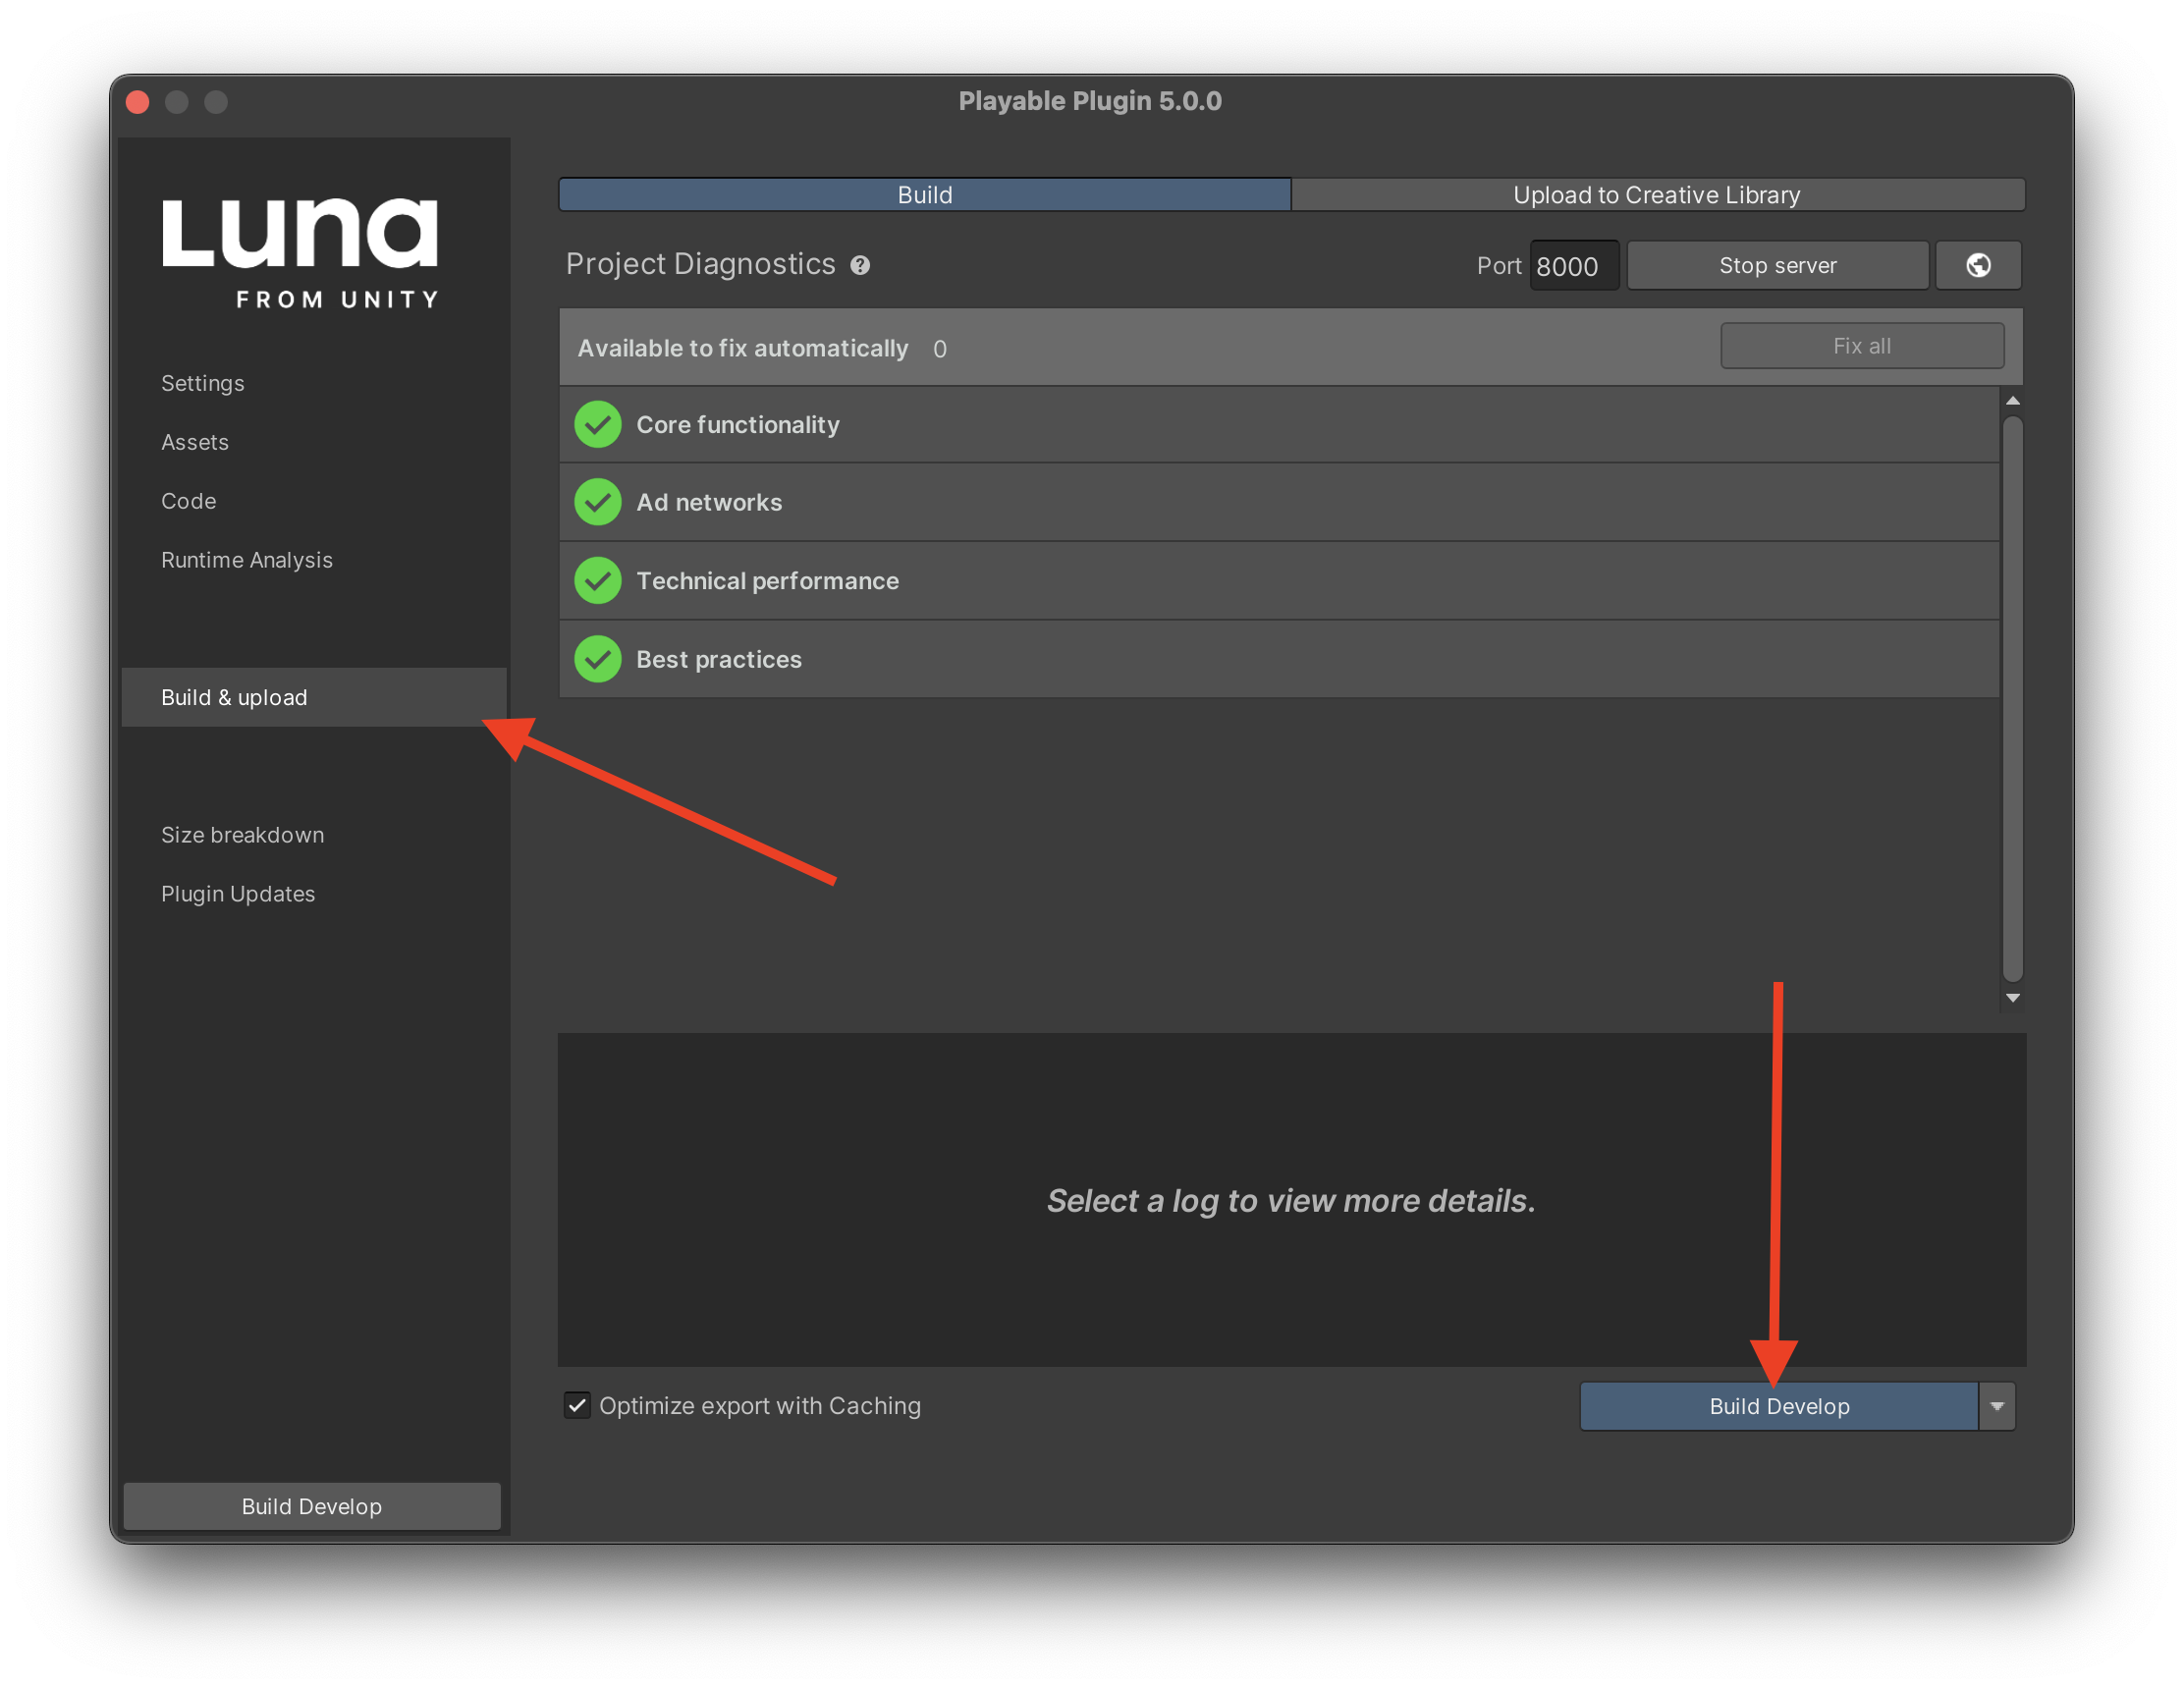 Playable Plugin 5.0.0
Luna
FROM UNITY
Settings
Assets
Code
Runtime Analysis
Build & upload
Size breakdown
Plugin Updates
Build Develop
Build
Upload to Creative Library
Project Diagnostics ?
Port 8000 Stop server
Available to fix automatically 0 Fix all
Core functionality
Ad networks
Technical performance
Best practices
Select a log to view more details.
Optimize export with Caching
Build Develop